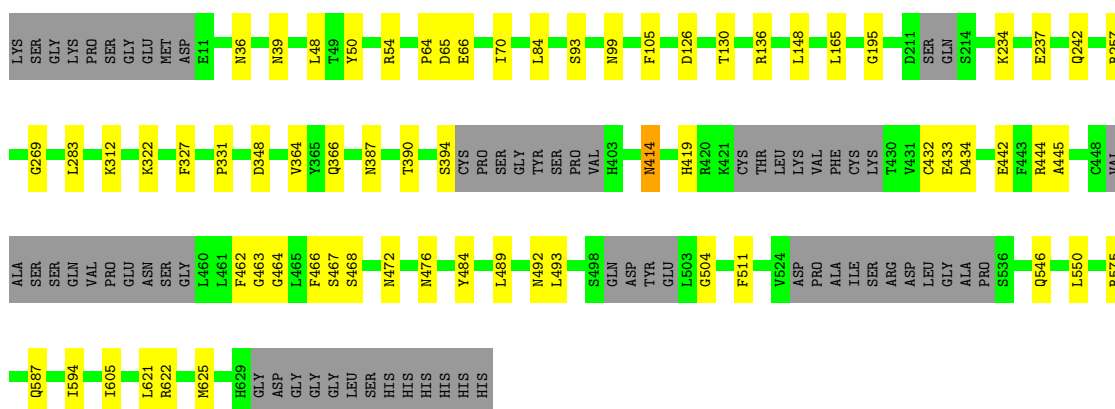 LYS SER GLY LYS PRO SER GLY GLU MET ASP E11 N36 N39 L48 T49 Y50 R54 P64 D65 E66 I70 L84 S93 N99 F105 D126 T130 R136 L148 L165 G195 D211 SER GLN S214 K234 E237 Q242
G269 L283 K312 K322 F327 P331 D348 V364 Y365 Q366 N387 T390 S394 CYS PRO SER GLY TYR SER PRO VAL H403 N414 H419 R420 K421 CYS THR LEU LYS VAL PHE CYS LYS T430 V431 C432 E433 D434 E442 F443 R444 A445 C448 VAL
ALA SER SER GLN VAL PRO GLU ASN SER GLY L460 L461 F462 G463 G464 L465 F466 S467 S468 N472 N476 Y484 L489 N492 L493 S498 GLN ASP TYR GLU L503 G504 F511 V524 ASP PRO ALA ILE SER ARG ASP LEU GLY ALA PRO S536 Q546 L550
Q587 I594 I605 L621 R622 M625 H629 GLY ASP GLY GLY GLY LEU SER HIS HIS HIS HIS HIS HIS